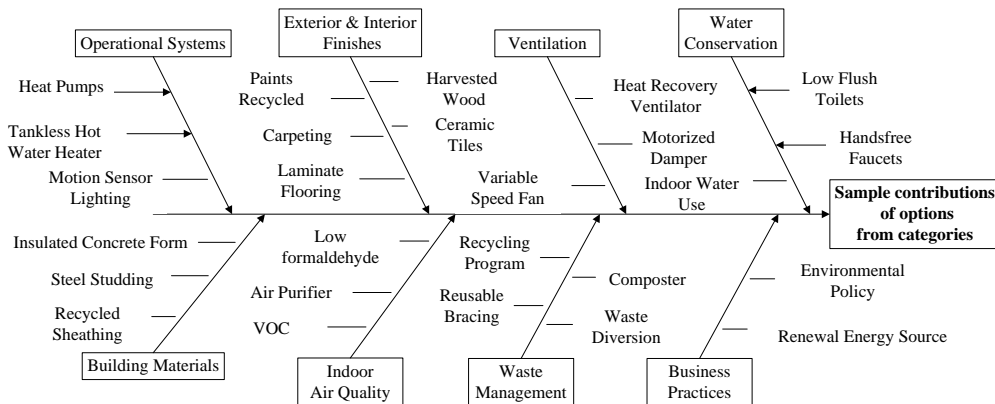 Operational Systems
Exterior & Interior
Finishes
Ventilation
Water
Conservation
Heat Pumps
Tankless Hot
Water Heater
Motion Sensor
Lighting
Paints
Recycled
Carpeting
Laminate
Flooring
Harvested
Wood
Ceramic
Tiles
Variable
Speed Fan
Heat Recovery
Ventilator
Motorized
Damper
Indoor Water
Use
Low Flush
Toilets
Handsfree
Faucets
Sample contributions
of options
from categories
Insulated Concrete Form
Steel Studding
Recycled
Sheathing
Building Materials
Low
formaldehyde
Air Purifier
VOC
Indoor
Air Quality
Recycling
Program
Reusable
Bracing
Composter
Waste
Diversion
Waste
Management
Environmental
Policy
Renewal Energy Source
Business
Practices